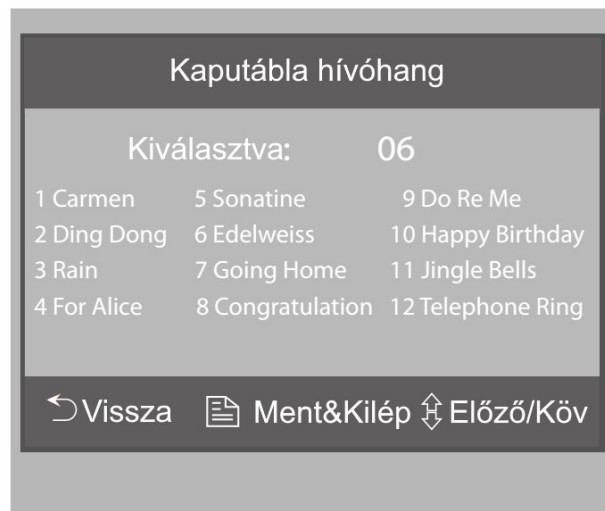 Kaputábla hívóhang
Kiválasztva: 06
1 Carmen 5 Sonatine 9 Do Re Me
2 Ding Dong 6 Edelweiss 10 Happy Birthday
3 Rain 7 Going Home 11 Jingle Bells
4 For Alice 8 Congratulation 12 Telephone Ring
Vissza Ment&Kilép Előző/Köv